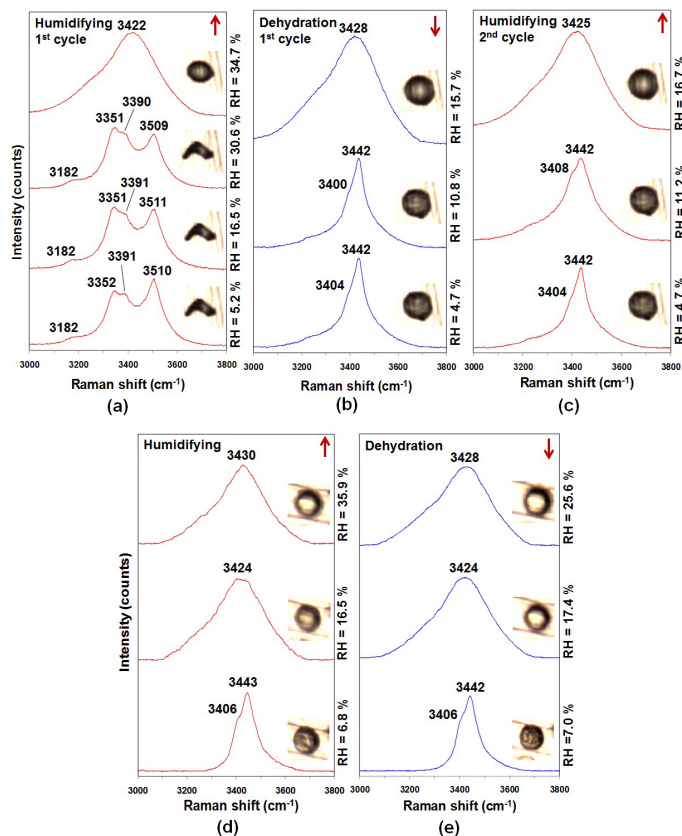 Humidifying
1st cycle
3422
RH = 34.7 %
3351
3390
3509
3182
RH = 30.6 %
3351
3391
3511
3182
RH = 16.5 %
3391
3352
3510
3182
RH = 5.2 %
Intensity (counts)
3000 3200 3400 3600 3800
Raman shift (cm-1)
(a)
Dehydration
1st cycle
3428
RH = 15.7 %
3442
3400
RH = 10.8 %
3442
3404
RH = 4.7 %
3000 3200 3400 3600 3800
Raman shift (cm-1)
(b)
Humidifying
2nd cycle
3425
RH = 16.7 %
3442
3408
RH = 11.2 %
3442
3404
RH = 4.7 %
3000 3200 3400 3600 3800
Raman shift (cm-1)
(c)
Humidifying
3430
RH = 35.9 %
3424
RH = 16.5 %
3443
3406
RH = 6.8 %
Intensity (counts)
3000 3200 3400 3600 3800
Raman shift (cm-1)
(d)
Dehydration
3428
RH = 25.6 %
3424
RH = 17.4 %
3442
3406
RH =7.0 %
3000 3200 3400 3600 3800
Raman shift (cm-1)
(e)